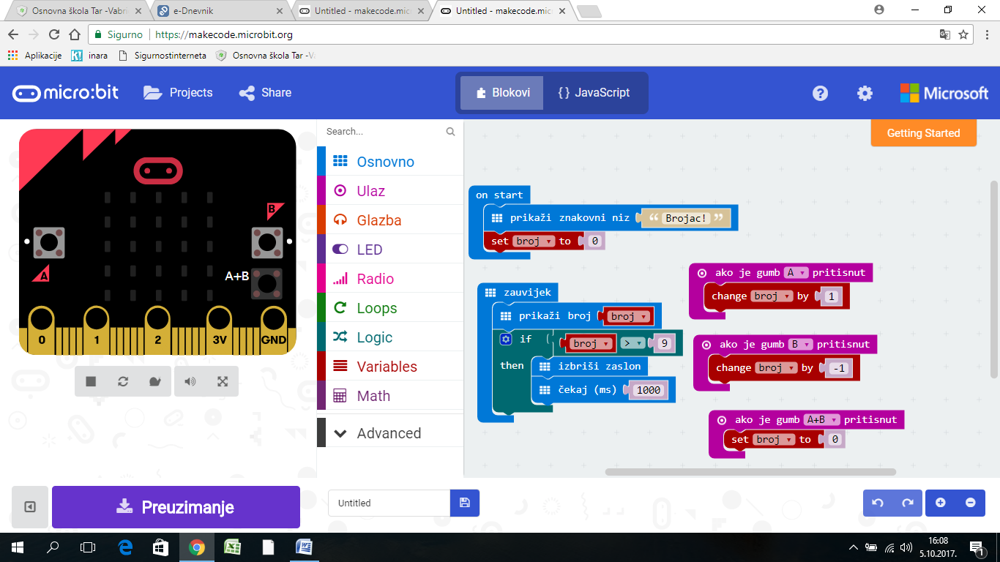 Osnovna škola Tar -Vabri
e-Dnevnik
Untitled - makecode.mic
Untitled - makecode.mic
Sigurno
https://makecode.microbit.org
Aplikacije
inara
Sigurnostinterneta
Osnovna škola Tar -Va
micro:bit
Projects
Share
Blokovi
{} JavaScript
Microsoft
Getting Started
B
A
A+B
0 1 2 3V GND
Search...
Osnovno
Ulaz
Glazba
LED
Radio
Loops
Logic
Variables
Math
Advanced
on start
prikaži znakovni niz “ Brojac! ”
set broj to 0
zauvijek
prikaži broj broj
if broj > 9
then izbriši zaslon
čekaj (ms) 1000
ako je gumb A pritisnut
change broj by 1
ako je gumb B pritisnut
change broj by -1
ako je gumb A+B pritisnut
set broj to 0
Preuzimanje
Untitled
16:08
5.10.2017.
1